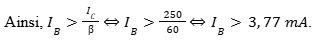 Ainsi, I_B > I_C/β ⇔ I_B > 250/60 ⇔ I_B > 3,77 mA.